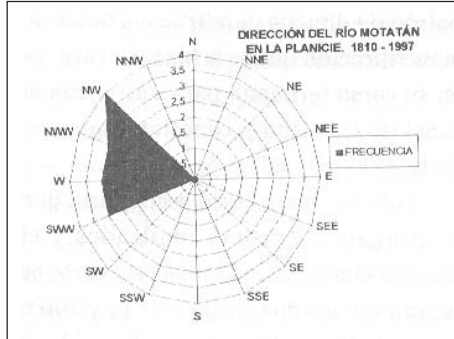 DIRECCIÓN DEL RÍO MOTATÁN
EN LA PLANICIE. 1810 - 1997
N
NNW
NNE
NW
NE
NWW
NEE
W
E
SWW
SEE
SW
SE
SSW
SSE
S
4
3,5
3
2,5
2
1,5
1
FRECUENCIA